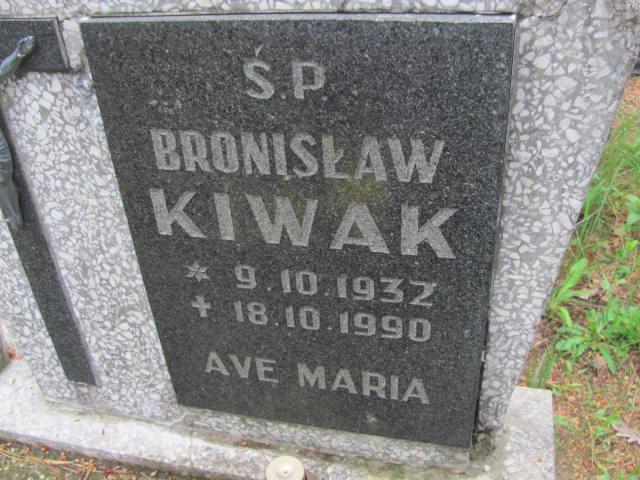 Ś.P.
BRONISŁAW
KIWAK
* 9.10.1932
+ 18.10.1990
AVE MARIA